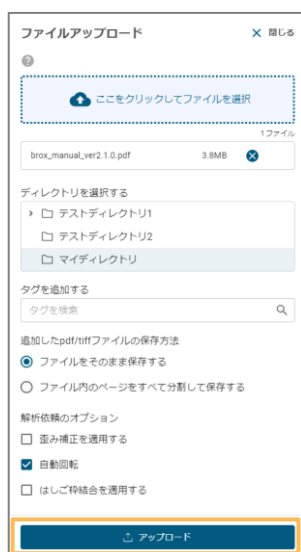 ファイルアップロード
閉じる
ここをクリックしてファイルを選択
1ファイル
brox_manual_ver2.1.0.pdf 3.8MB
ディレクトリを選択する
テストディレクトリ1
テストディレクトリ2
マイディレクトリ
タグを追加する
タグを検索
追加したpdf/tiffファイルの保存方法
ファイルをそのまま保存する
ファイル内のページをすべて分割して保存する
解析依頼のオプション
歪み補正を適用する
自動回転
はしご枠結合を適用する
アップロード